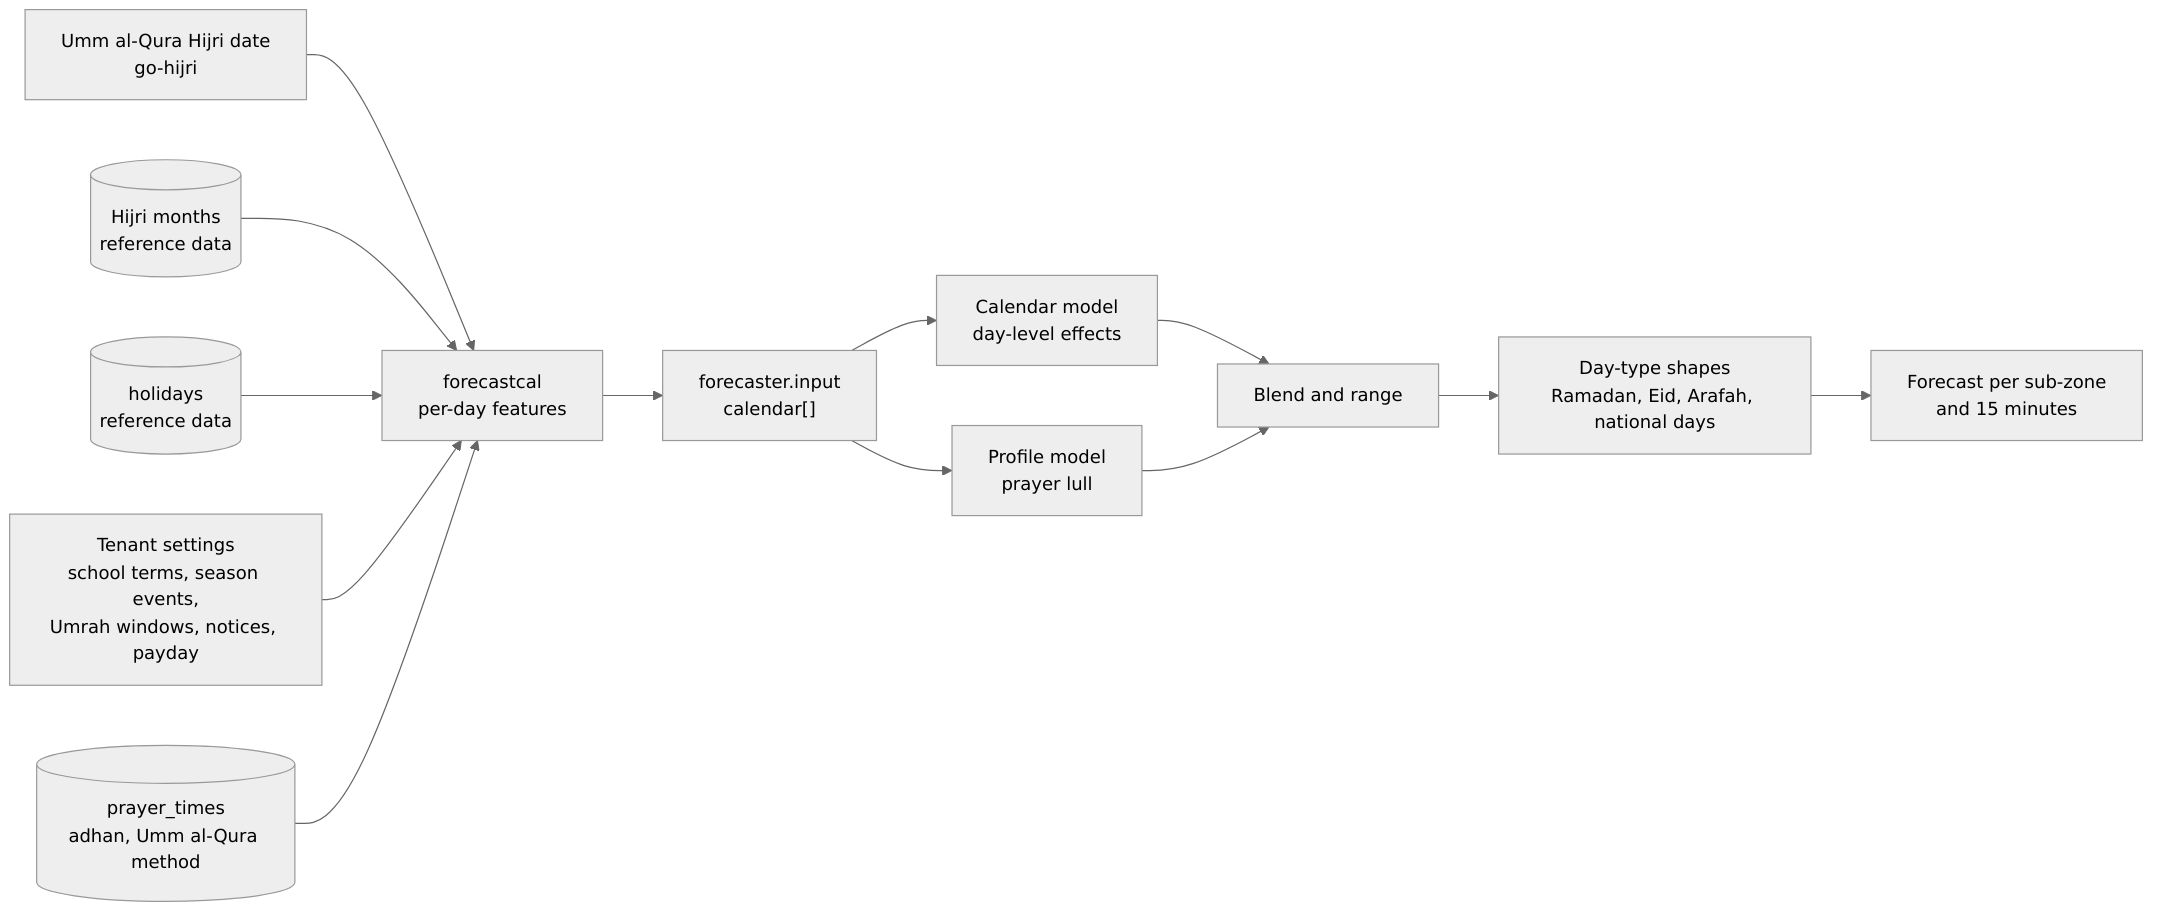 Umm al-Qura Hijri date
go-hijri
Hijri months
reference data
holidays
reference data
Tenant settings
school terms, season
events,
Umrah windows, notices,
payday
prayer_times
adhan, Umm al-Qura
method
forecastcal
per-day features
forecaster.input
calendar[]
Calendar model
day-level effects
Profile model
prayer lull
Blend and range
Day-type shapes
Ramadan, Eid, Arafah,
national days
Forecast per sub-zone
and 15 minutes